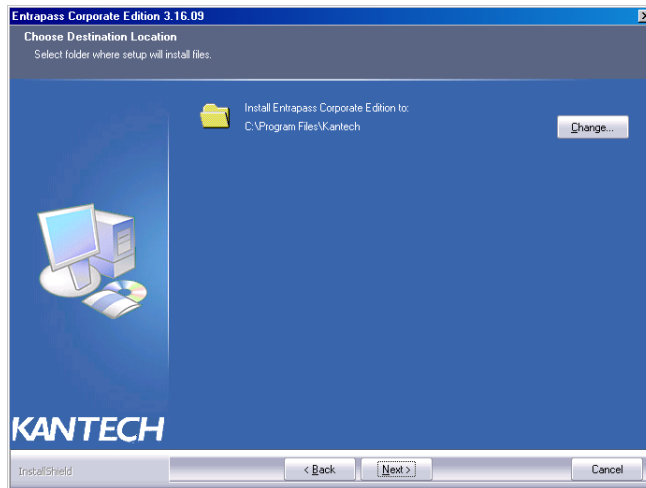 Entrapass Corporate Edition 3.16.09
Choose Destination Location
Select folder where setup will install files.
Install Entrapass Corporate Edition to:
C:\Program Files\Kantech
Change...
KANTECH
InstallShield
< Back
Next >
Cancel